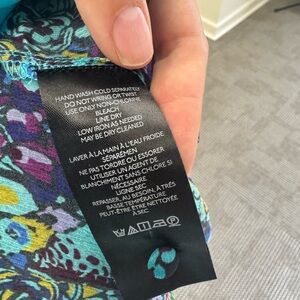 HAND WASH COLD SEPARATELY
DO NOT WRING OR TWIST
USE ONLY NON-CHLORINE
BLEACH
LINE DRY
LOW IRON AS NEEDED
MAY BE DRY CLEANED
LAVER À LA MAIN À L'EAU FROIDE
SÉPARÉMEN
NE PAS TORDRE OU ESSORER
UTILISER UN AGENT DE
BLANCHIMENT SANS CHLORE SI
NÉCESSAIRE
LIGNE SEC
REPASSER, AU BESOIN, À TRÈS
BASSE TEMPÉRATURE
PEUT-ÊTRE ÊTRE NETTOYÉE
À SEC